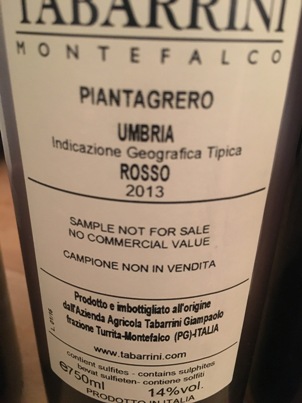 TABARRINI
MONTEFALCO
PIANTAGRERO
UMBRIA
Indicazione Geografica Tipica
ROSSO
2013
SAMPLE NOT FOR SALE
NO COMMERCIAL VALUE
CAMPIONE NON IN VENDITA
Prodotto e imbottigliato all'origine
dall'Azienda Agricola Tabarrini Giampaolo
frazione Turrita-Montefalco (PG)-ITALIA
www.tabarrini.com
contient sulfites - contains sulphites
bevat sulfieten- contiene solfiti
e750ml 14%vol.
PRODOTTO IN ITALIA